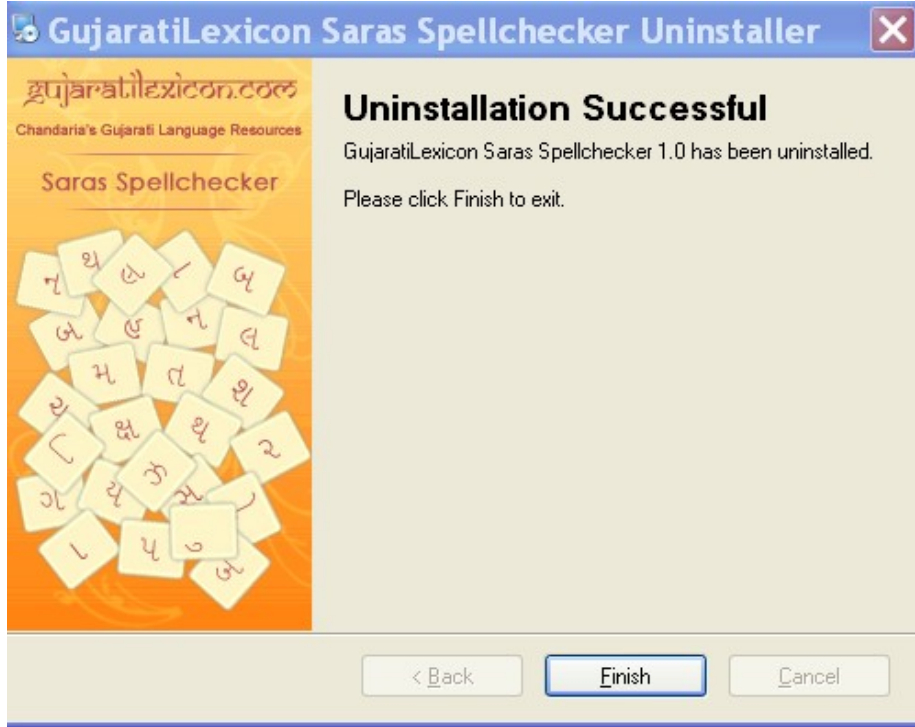 GujaratiLexicon Saras Spellchecker Uninstaller
gujaratilexicon.com
Chandaria's Gujarati Language Resources
Saras Spellchecker
Uninstallation Successful
GujaratiLexicon Saras Spellchecker 1.0 has been uninstalled.
Please click Finish to exit.
ન થ લ ા બ
બ છ ન લ
મ ત શ
ય ક્ષ થ ર
ગ ય ઝ
પ ૭ જ
< Back Finish Cancel